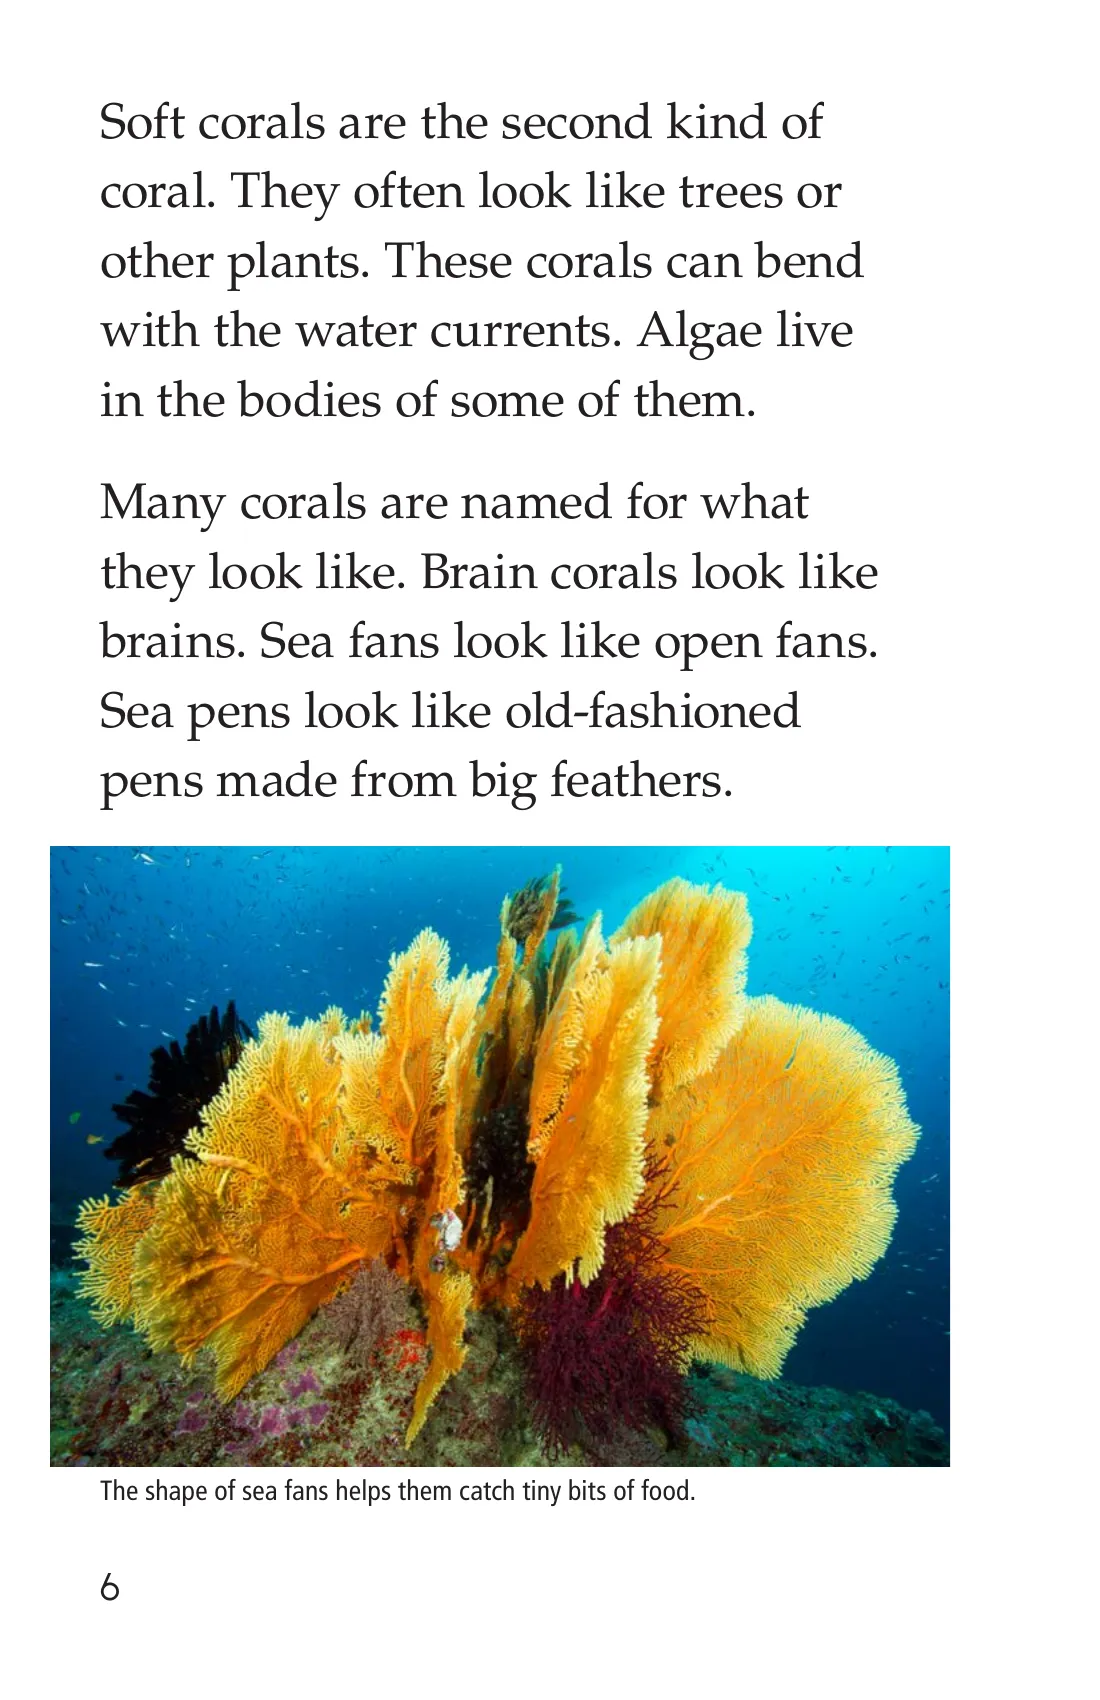 Soft corals are the second kind of
coral. They often look like trees or
other plants. These corals can bend
with the water currents. Algae live
in the bodies of some of them.
Many corals are named for what
they look like. Brain corals look like
brains. Sea fans look like open fans.
Sea pens look like old-fashioned
pens made from big feathers.
The shape of sea fans helps them catch tiny bits of food.
6